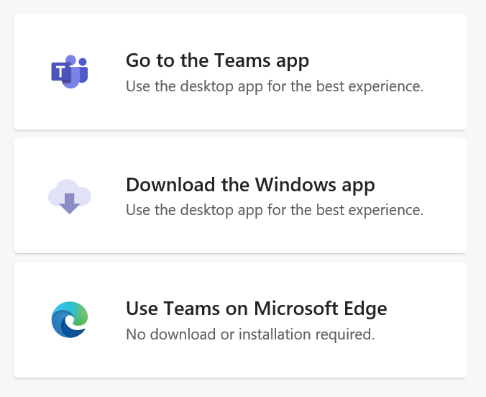 Go to the Teams app
Use the desktop app for the best experience.
Download the Windows app
Use the desktop app for the best experience.
Use Teams on Microsoft Edge
No download or installation required.